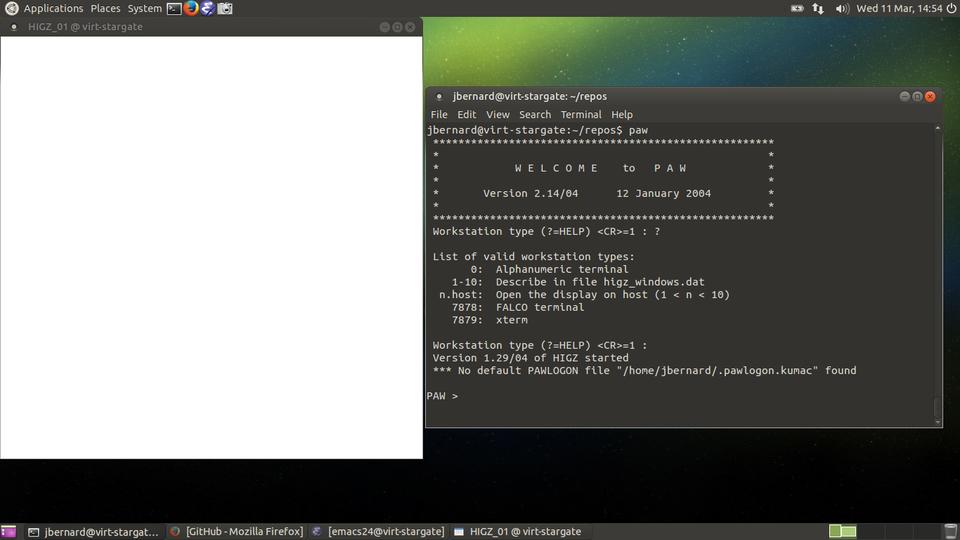 Applications Places System Wed 11 Mar, 14:54
HIGZ_01 @ virt-stargate
jbernard@virt-stargate: ~/repos
File Edit View Search Terminal Help
jbernard@virt-stargate:~/repos$ paw
******************************************************
* *
* W E L C O M E to P A W *
* *
* Version 2.14/04 12 January 2004 *
* *
******************************************************
Workstation type (?=HELP) <CR>=1 : ?
List of valid workstation types:
0: Alphanumeric terminal
1-10: Describe in file higz_windows.dat
n.host: Open the display on host (1 < n < 10)
7878: FALCO terminal
7879: xterm
Workstation type (?=HELP) <CR>=1 :
Version 1.29/04 of HIGZ started
*** No default PAWLOGON file "/home/jbernard/.pawlogon.kumac" found
PAW >
jbernard@virt-stargat... [GitHub - Mozilla Firefox] [emacs24@virt-stargate] HIGZ_01 @ virt-stargate